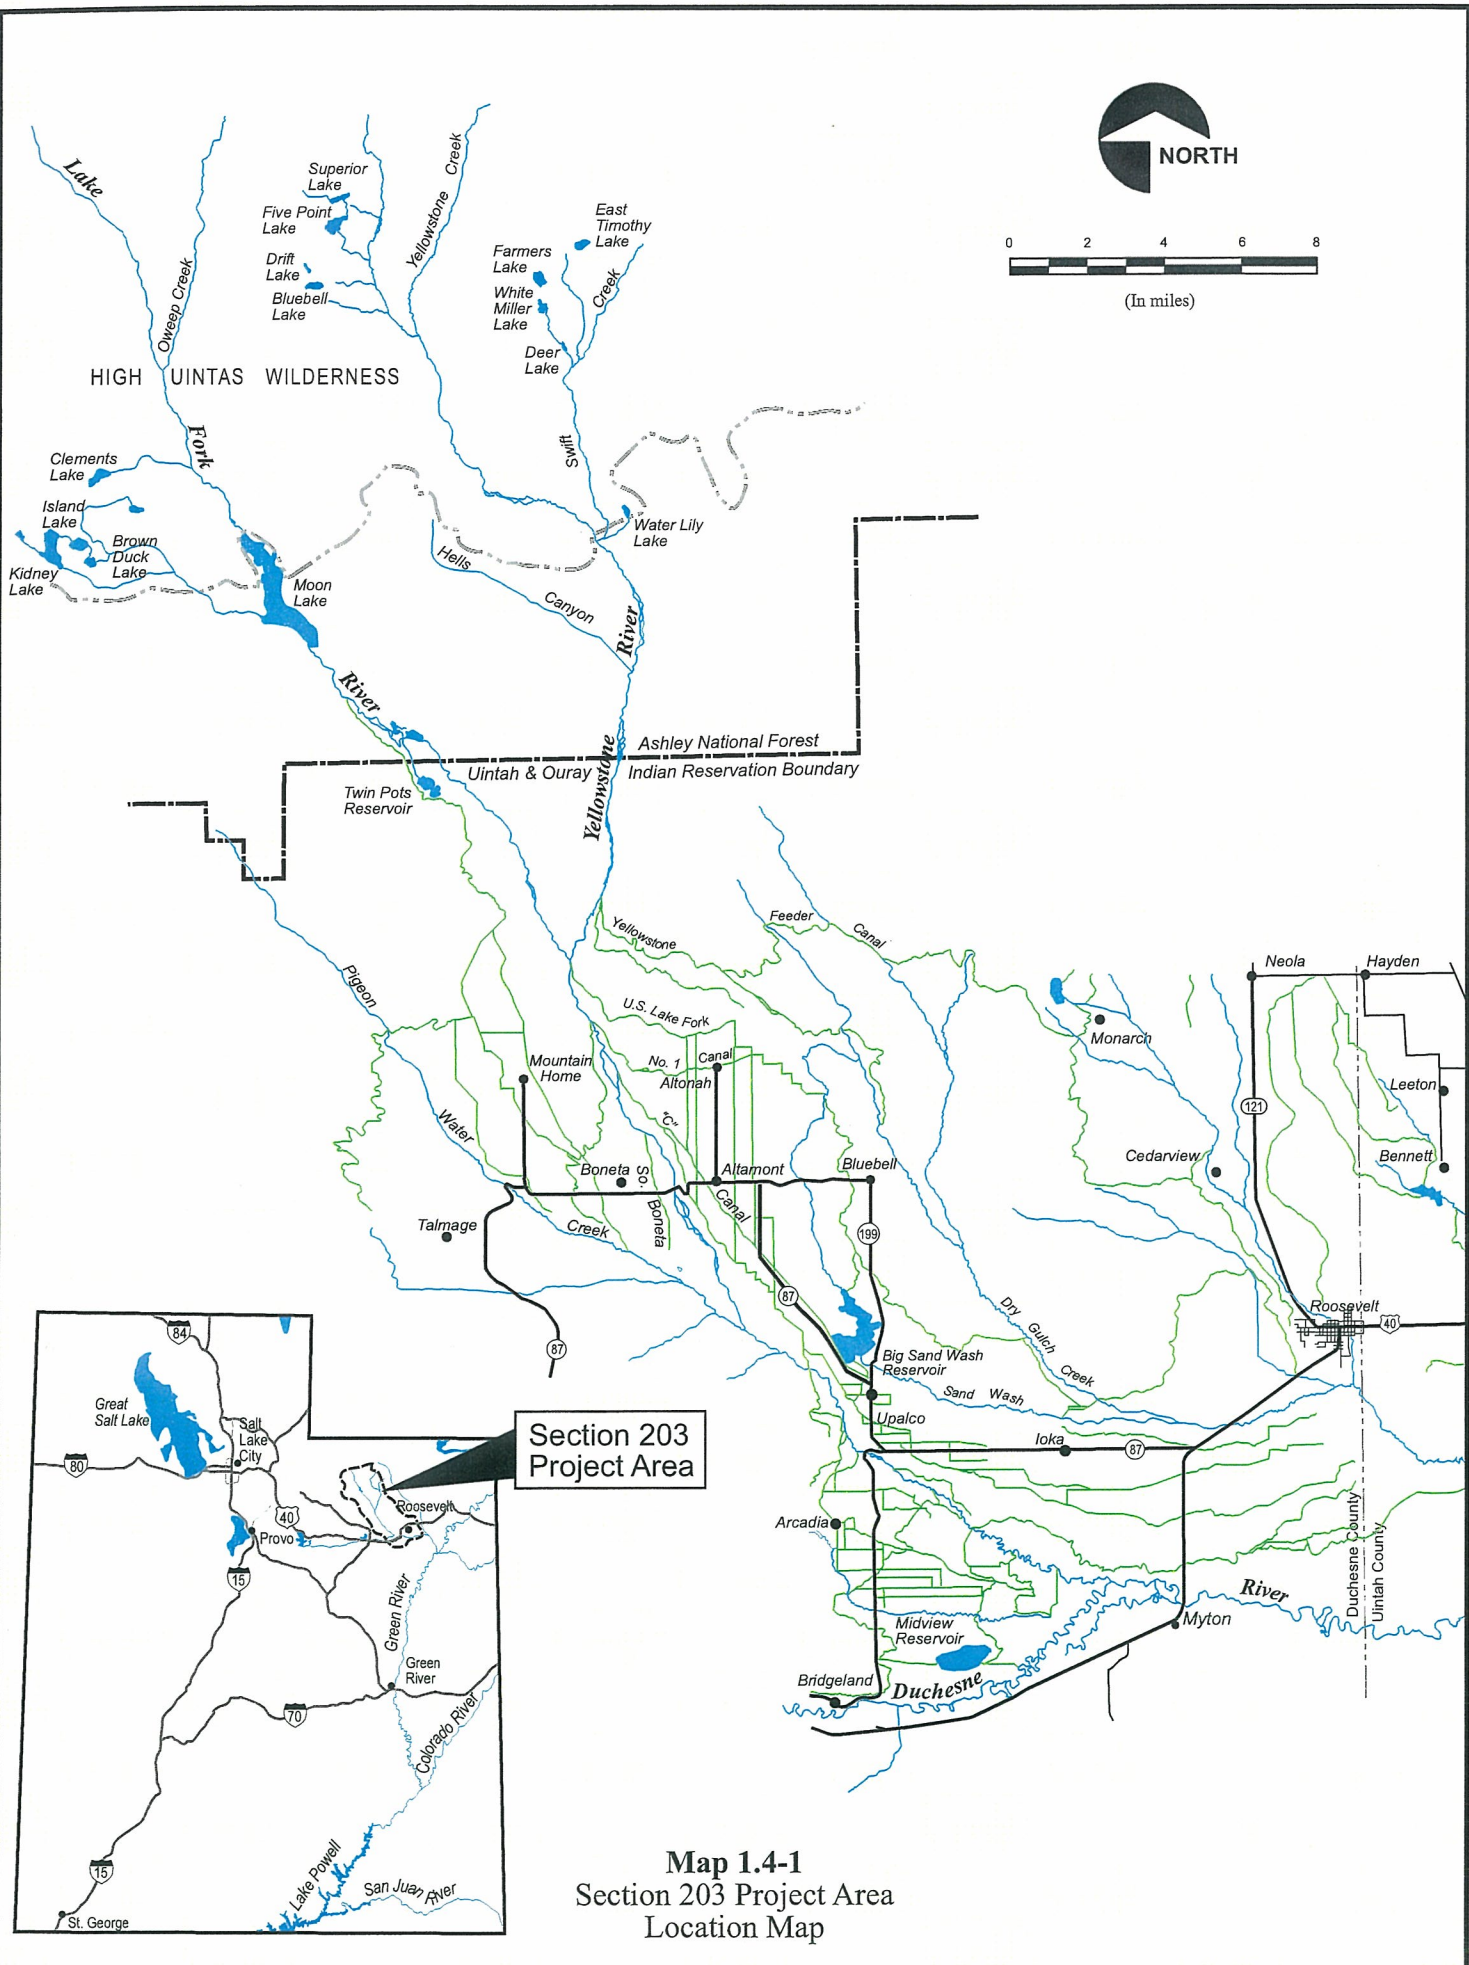 NORTH
0 2 4 6 8
(In miles)
Lake
Oweep Creek
Superior
Lake
Five Point
Lake
Drift
Lake
Bluebell
Lake
Yellowstone Creek
East
Timothy
Lake
Farmers
Lake
White
Miller
Lake
Creek
Deer
Lake
HIGH UINTAS WILDERNESS
Fork
Swift
Clements
Lake
Island
Lake
Brown
Duck
Lake
Kidney
Lake
Water Lily
Lake
Hells
Canyon
Moon
Lake
River
River
Yellowstone
Ashley National Forest
Uintah & Ouray Indian Reservation Boundary
Twin Pots
Reservoir
Yellowstone
Feeder
Canal
Pigeon
Water
Creek
U.S. Lake Fork
No. 1 Canal
Altonah
Mountain
Home
"C"
Canal
Boneta
So. Boneta
Altamont
Bluebell
Talmage
87
199
87
Neola
Hayden
Monarch
Leeton
121
Cedarview
Bennett
Roosevelt
40
Dry Gulch Creek
Big Sand Wash
Reservoir
Sand Wash
Upalco
Ioka
87
Arcadia
Duchesne County
Uintah County
River
Midview
Reservoir
Myton
Bridgeland
Duchesne
84
Great
Salt Lake
Salt
Lake
City
80
40
Roosevelt
Provo
15
Green River
Green
River
70
Colorado River
15
Lake Powell
San Juan River
St. George
Section 203
Project Area
Map 1.4-1
Section 203 Project Area
Location Map